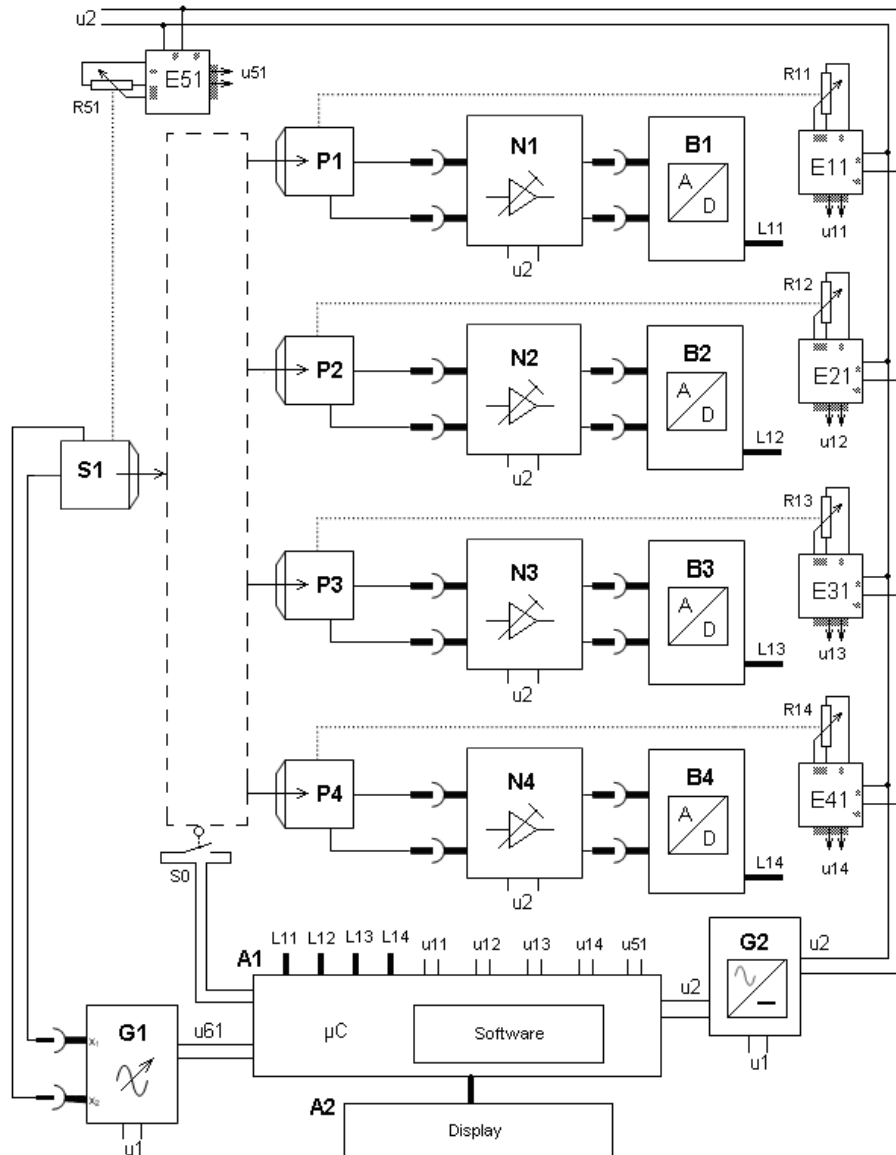 u2
E51
u51
R51
R11
P1
N1
B1
E11
A
D
L11
u11
u2
R12
P2
N2
B2
E21
A
D
L12
u12
S1
u2
R13
P3
N3
B3
E31
A
D
L13
u13
u2
R14
P4
N4
B4
E41
A
D
L14
u14
S0
u2
L11 L12 L13 L14 u11 u12 u13 u14 u51
A1
G2
u2
u2
G1
u61
µC
Software
x1
u1
x2
A2
Display
u1